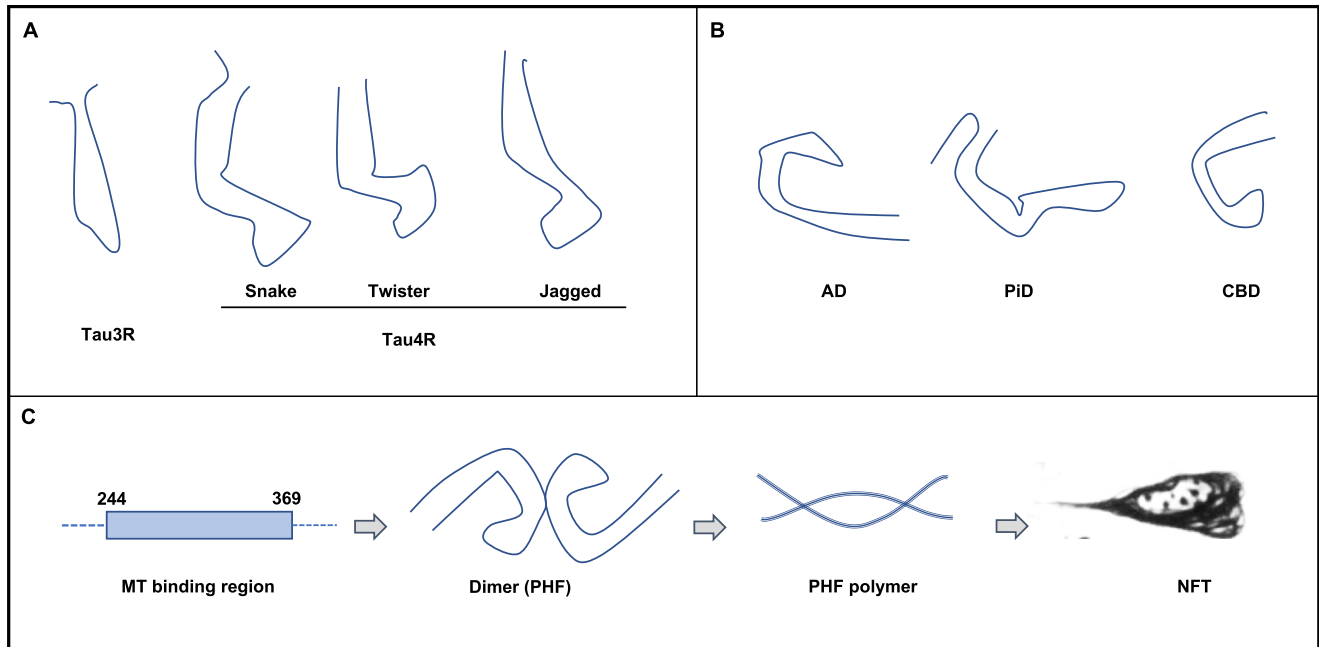 A
Snake Twister Jagged
Tau3R
Tau4R
B
AD PiD CBD
C
244 369
MT binding region
Dimer (PHF)
PHF polymer
NFT